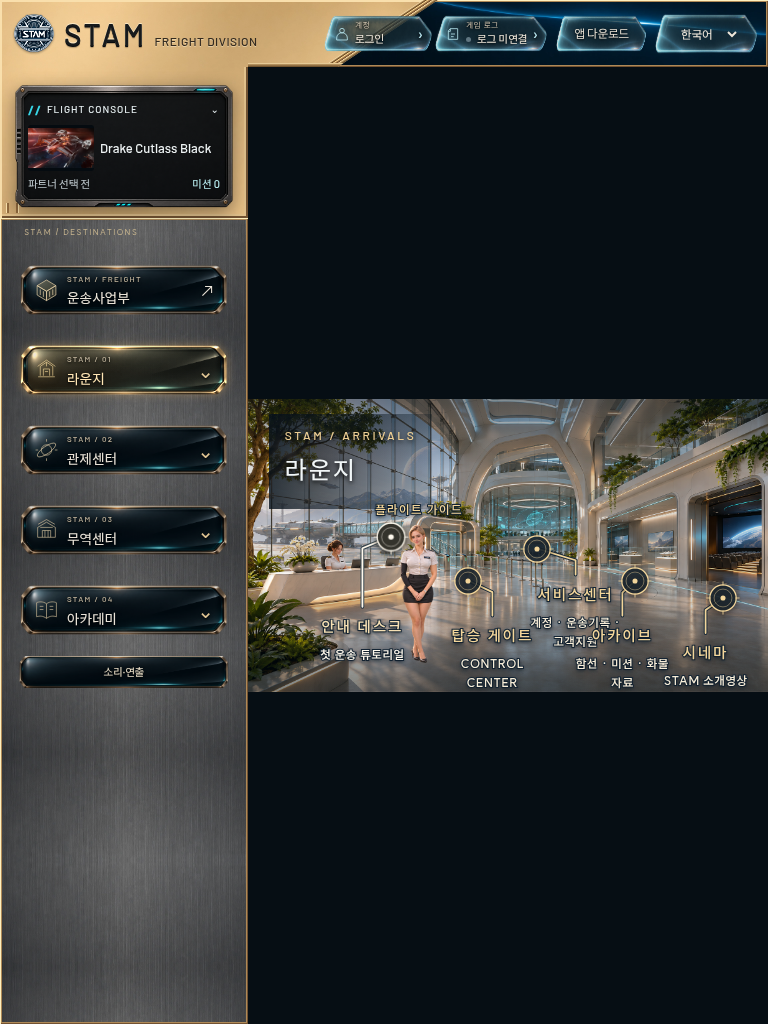 STAM
STAM FREIGHT DIVISION
계정
로그인
게임 로그
로그 미연결
앱 다운로드
한국어
// FLIGHT CONSOLE
Drake Cutlass Black
파트너 선택 전
미션 0
STAM / DESTINATIONS
STAM / FREIGHT
운송사업부
STAM / 01
라운지
STAM / 02
관제센터
STAM / 03
무역센터
STAM / 04
아카데미
소리·연출
STAM / ARRIVALS
라운지
플라이트 가이드
안내 데스크
첫 운송 튜토리얼
탑승 게이트
CONTROL
CENTER
서비스센터
계정 · 운송기록 ·
고객지원
아카이브
함선 · 미션 · 화물
자료
시네마
STAM 소개영상